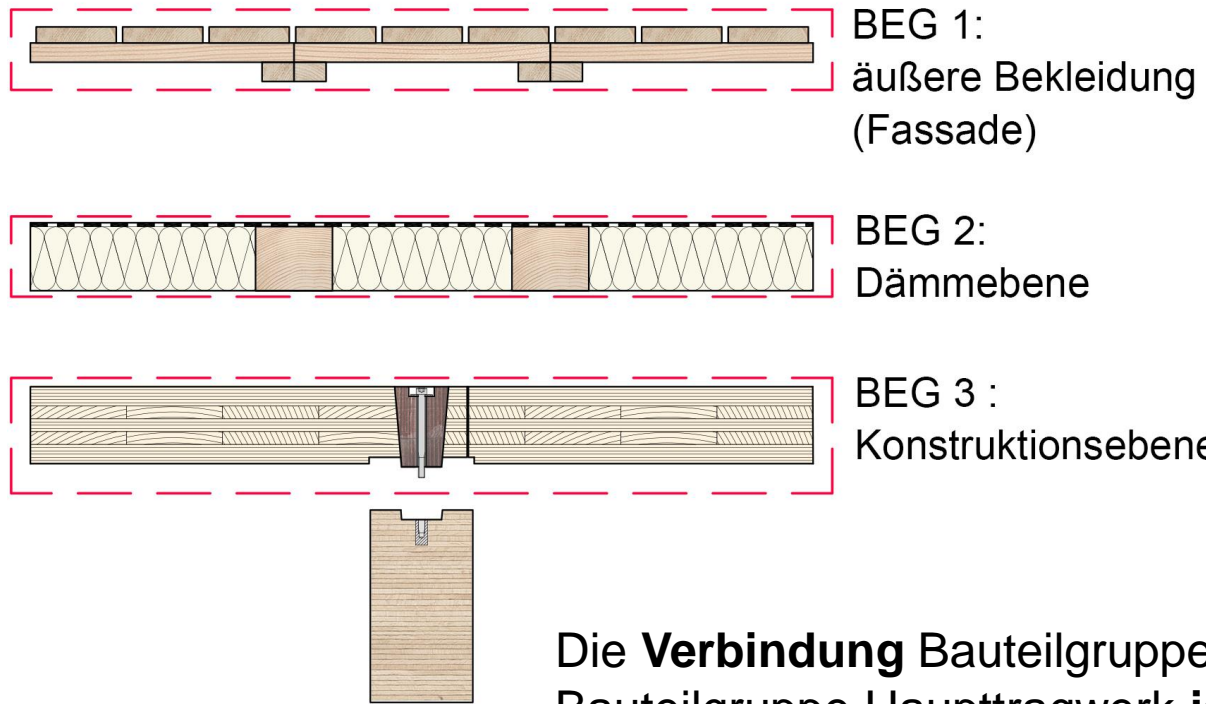 BEG 1:
äußere Bekleidung
(Fassade)
BEG 2:
Dämmebene
BEG 3 :
Konstruktionsebene
Die Verbindung Bauteilgruppe
Bauteilgruppe Haupttragwerk